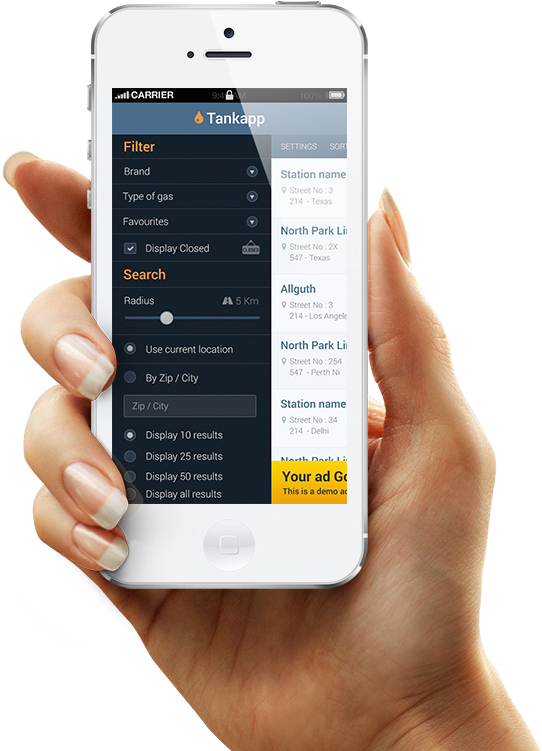 CARRIER
100%
Tankapp
Filter
Brand
Type of gas
Favourites
Display Closed
CLOSED
Search
Radius
5 Km
Use current location
By Zip / City
Zip / City
Display 10 results
Display 25 results
Display 50 results
Display all results
SETTINGS
Station name
Street No : 3
214 - Texas
North Park Li
Street No : 2X
547 - Texas
Allguth
Street No : 3
214 - Los Angele
North Park Li
Street No : 254
547 - Perth Ni
Station name
Street No : 34
214 - Delhi
North Park Li
Your ad Go
This is a demo ad